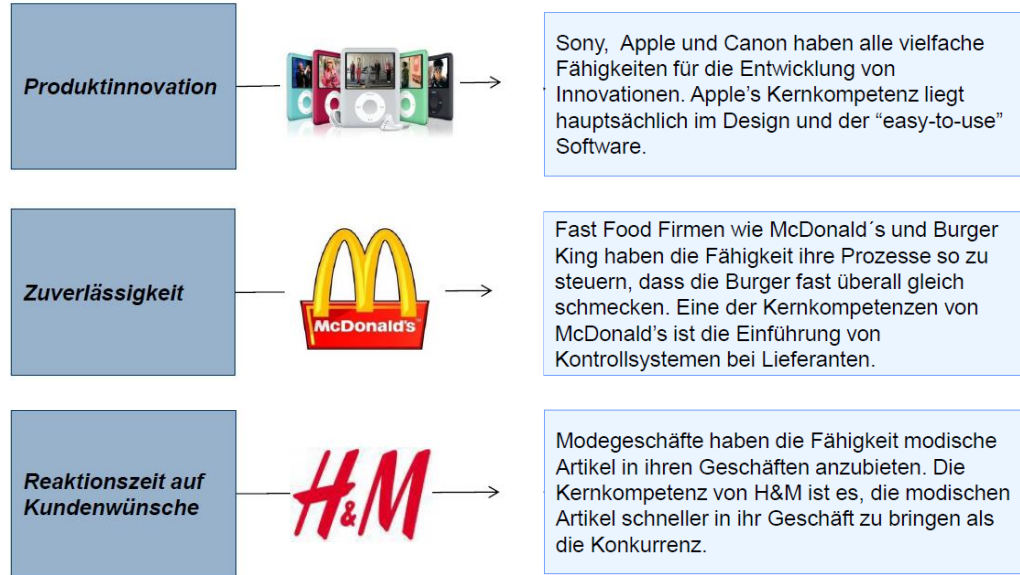 Produktinnovation
Sony, Apple und Canon haben alle vielfache
Fähigkeiten für die Entwicklung von
Innovationen. Apple’s Kernkompetenz liegt
hauptsächlich im Design und der “easy-to-use”
Software.
Zuverlässigkeit
McDonald's™
Fast Food Firmen wie McDonald´s und Burger
King haben die Fähigkeit ihre Prozesse so zu
steuern, dass die Burger fast überall gleich
schmecken. Eine der Kernkompetenzen von
McDonald’s ist die Einführung von
Kontrollsystemen bei Lieferanten.
Reaktionszeit auf
Kundenwünsche
H&M
Modegeschäfte haben die Fähigkeit modische
Artikel in ihren Geschäften anzubieten. Die
Kernkompetenz von H&M ist es, die modischen
Artikel schneller in ihr Geschäft zu bringen als
die Konkurrenz.